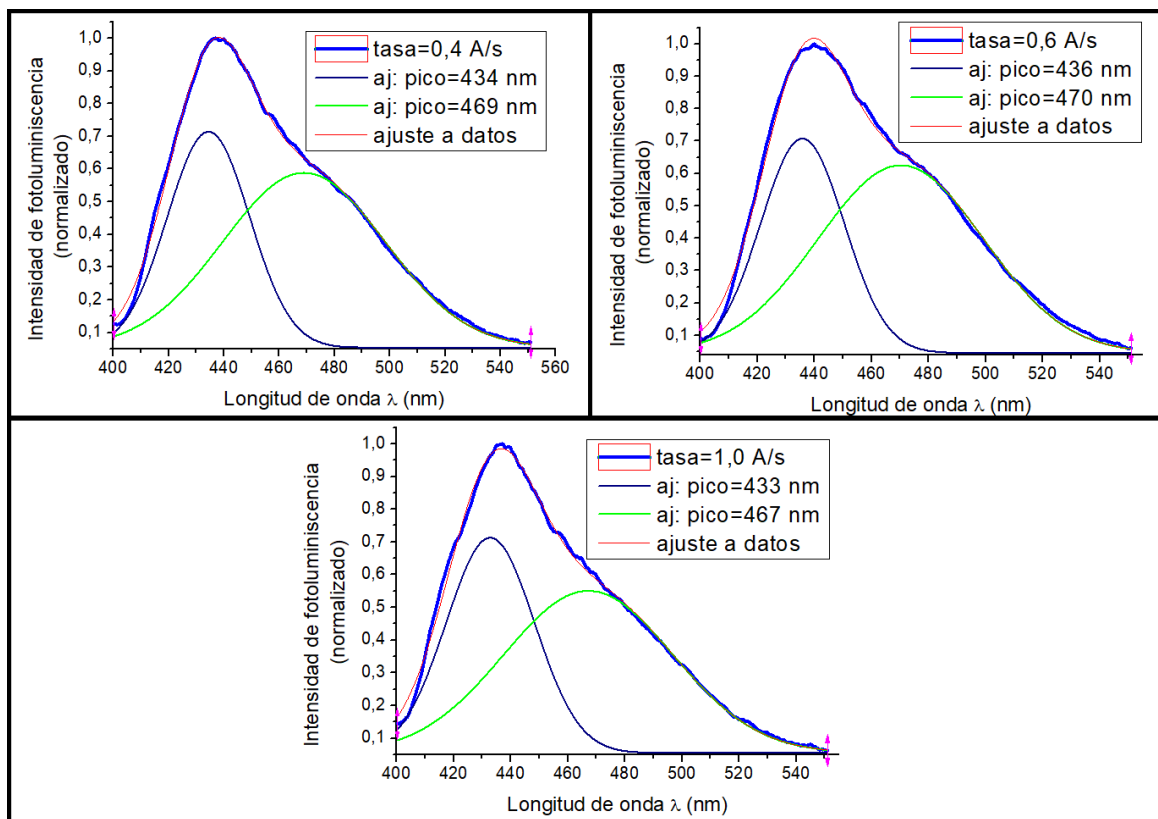 Intensidad de fotoluminiscencia
(normalizado)
1,0
0,9
0,8
0,7
0,6
0,5
0,4
0,3
0,2
0,1
400 420 440 460 480 500 520 540 560
Longitud de onda λ (nm)
tasa=0,4 A/s
aj: pico=434 nm
aj: pico=469 nm
ajuste a datos
Intensidad de fotoluminiscencia
(normalizado)
1,0
0,9
0,8
0,7
0,6
0,5
0,4
0,3
0,2
0,1
400 420 440 460 480 500 520 540
Longitud de onda λ (nm)
tasa=0,6 A/s
aj: pico=436 nm
aj: pico=470 nm
ajuste a datos
Intensidad de fotoluminiscencia
(normalizado)
1,0
0,9
0,8
0,7
0,6
0,5
0,4
0,3
0,2
0,1
400 420 440 460 480 500 520 540
Longitud de onda λ (nm)
tasa=1,0 A/s
aj: pico=433 nm
aj: pico=467 nm
ajuste a datos